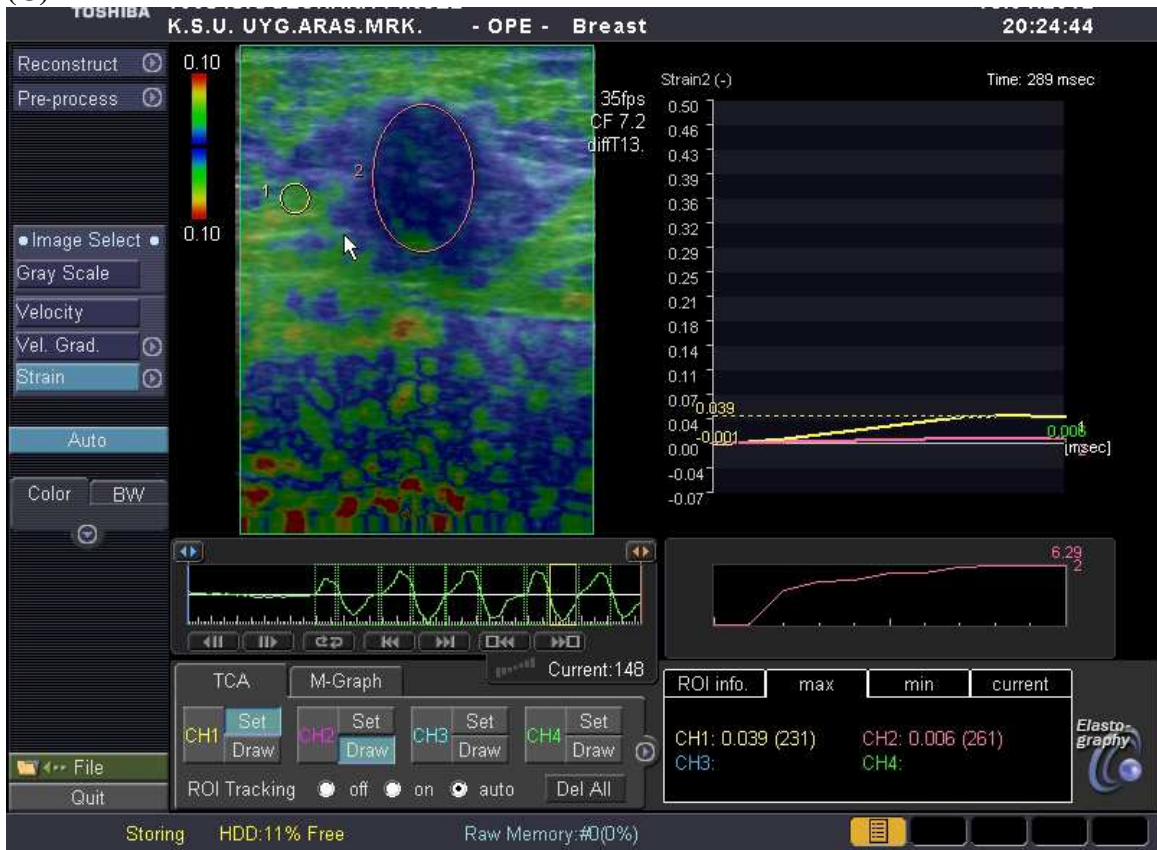 TOSHIBA
K.S.U. UYG.ARAS.MRK. - OPE - Breast
20:24:44
Reconstruct
Pre-process
Image Select
Gray Scale
Velocity
Vel. Grad.
Strain
Auto
Color BW
File
Quit
0.10
0.10
35fps
CF 7.2
diffT13.
1
2
Strain2 (-) Time: 289 msec
0.50
0.46
0.43
0.39
0.36
0.32
0.29
0.25
0.21
0.18
0.14
0.11
0.07
0.039
0.04
-0.001
0.006
1
0.00
[msec]
-0.04
-0.07
6.29
2
Current:148
TCA M-Graph
CH1 Set Draw
CH2 Set Draw
CH3 Set Draw
CH4 Set Draw
ROI Tracking off on auto Del All
ROI info. max min current
CH1: 0.039 (231) CH2: 0.006 (261)
CH3: CH4:
Elasto-
graphy
Storing HDD:11% Free Raw Memory:#0(0%)